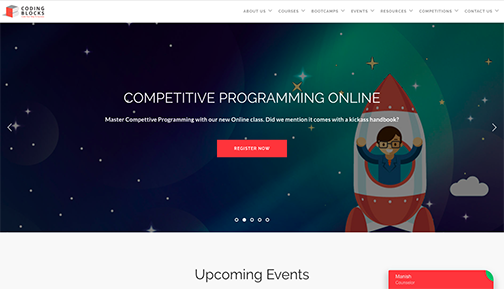 CODING
BLOCKS
ABOUT US COURSES BOOTCAMPS EVENTS RESOURCES COMPETITIONS CONTACT US
COMPETITIVE PROGRAMMING ONLINE
Master Compettive Programming with our new Online class. Did we mention it comes with a kickass handbook?
REGISTER NOW
Upcoming Events
Manish
Counselor